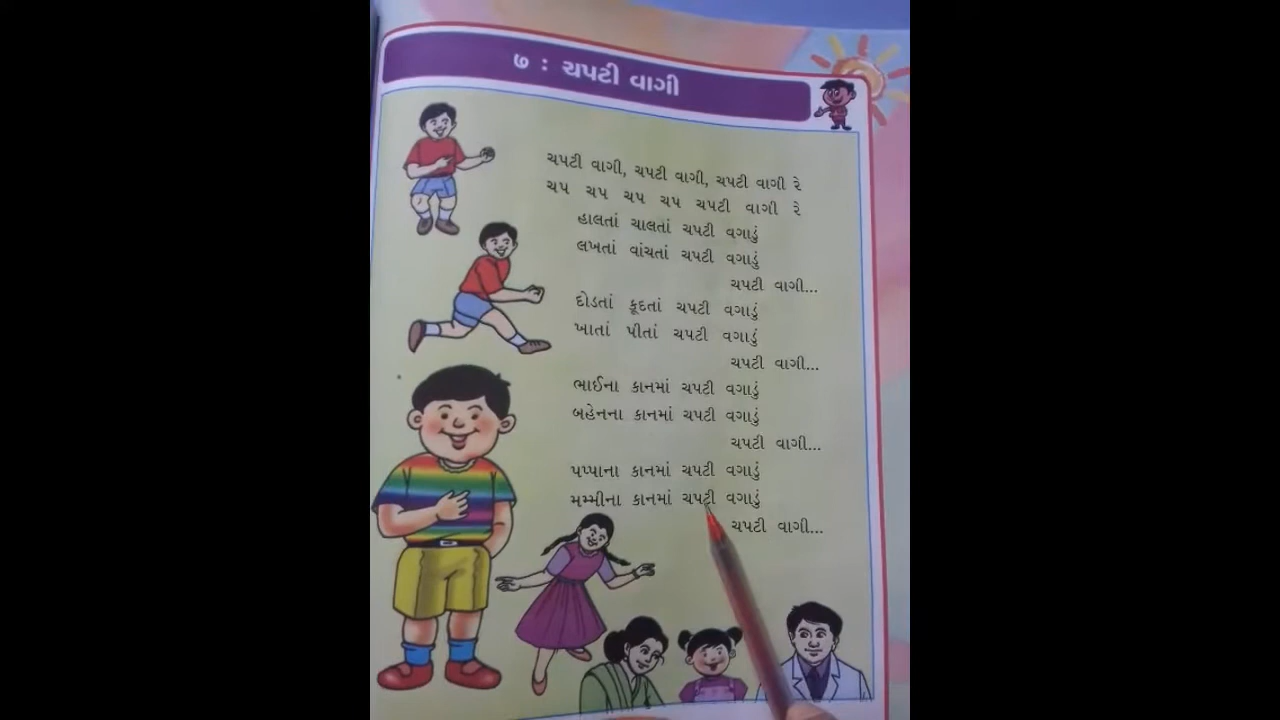 ૭ : ચપટી વાગી
ચપટી વાગી, ચપટી વાગી, ચપટી વાગી રે
ચપ ચપ ચપ ચપ ચપટી વાગી રે
હાલતાં ચાલતાં ચપટી વગાડું
લખતાં વાંચતાં ચપટી વગાડું
ચપટી વાગી...
દોડતાં કૂદતાં ચપટી વગાડું
ખાતાં પીતાં ચપટી વગાડું
ચપટી વાગી...
ભાઈના કાનમાં ચપટી વગાડું
બહેનના કાનમાં ચપટી વગાડું
ચપટી વાગી...
પપ્પાના કાનમાં ચપટી વગાડું
મમ્મીના કાનમાં ચપટી વગાડું
ચપટી વાગી...